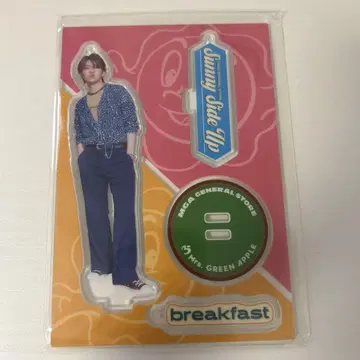 Sunny Side Up
MGA GENERAL STORE
Mrs. GREEN APPLE
breakfast